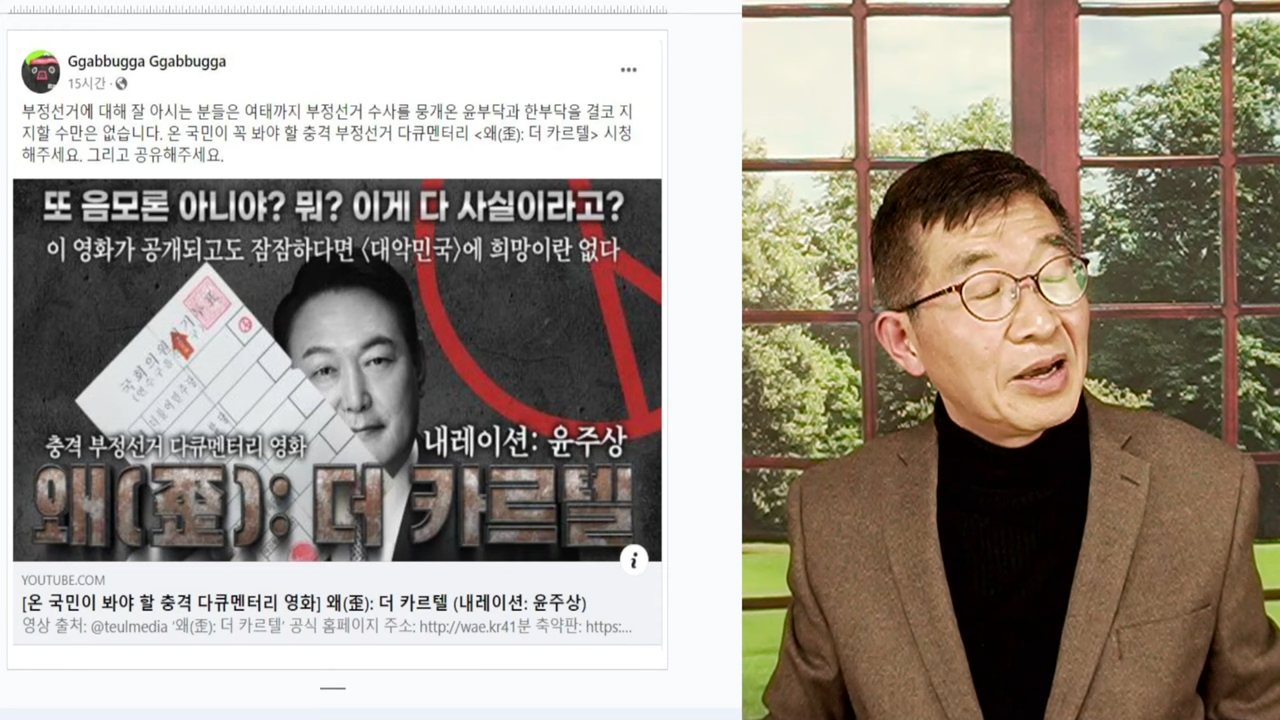 Ggabbugga Ggabbugga
15시간 ·
부정선거에 대해 잘 아시는 분들은 여태까지 부정선거 수사를 뭉개온 윤부닥과 한부닥을 결코 지
지할 수만은 없습니다. 온 국민이 꼭 봐야 할 충격 부정선거 다큐멘터리 <왜(歪): 더 카르텔> 시청
해주세요. 그리고 공유해주세요.
또 음모론 아니야? 뭐? 이게 다 사실이라고?
이 영화가 공개되고도 잠잠하다면 <대악민국>에 희망이란 없다
국회의원
충격 부정선거 다큐멘터리 영화
내레이션: 윤주상
왜(歪): 더 카르텔
YOUTUBE.COM
[온 국민이 봐야 할 충격 다큐멘터리 영화] 왜(歪): 더 카르텔 (내레이션: 윤주상)
영상 출처: @teulmedia '왜(歪): 더 카르텔' 공식 홈페이지 주소: http://wae.kr41분 축약판: https:...